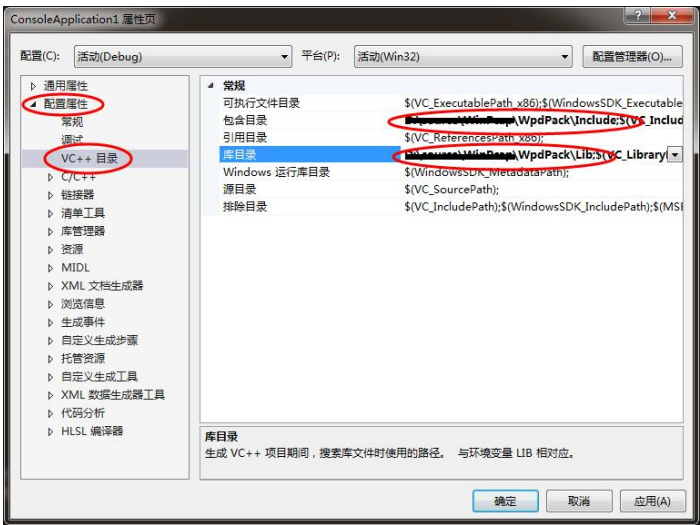 ConsoleApplication1 属性页
配置(C): 活动(Debug) 平台(P): 活动(Win32) 配置管理器(O)...
通用属性
配置属性
常规
调试
VC++ 目录
C/C++
链接器
清单工具
库管理器
资源
MIDL
XML 文档生成器
浏览信息
生成事件
自定义生成步骤
托管资源
自定义生成工具
XML 数据生成器工具
代码分析
HLSL 编译器
常规
可执行文件目录 $(VC_ExecutablePath_x86);$(WindowsSDK_Executable
包含目录 \WpdPack\Include;$(VC_Includ
引用目录 $(VC_ReferencesPath_x86);
库目录 \WpdPack\Lib;$(VC_Library
Windows 运行库目录 $(WindowsSDK_MetadataPath);
源目录 $(VC_SourcePath);
排除目录 $(VC_IncludePath);$(WindowsSDK_IncludePath);$(MSI
库目录
生成 VC++ 项目期间，搜索库文件时使用的路径。 与环境变量 LIB 相对应。
确定 取消 应用(A)